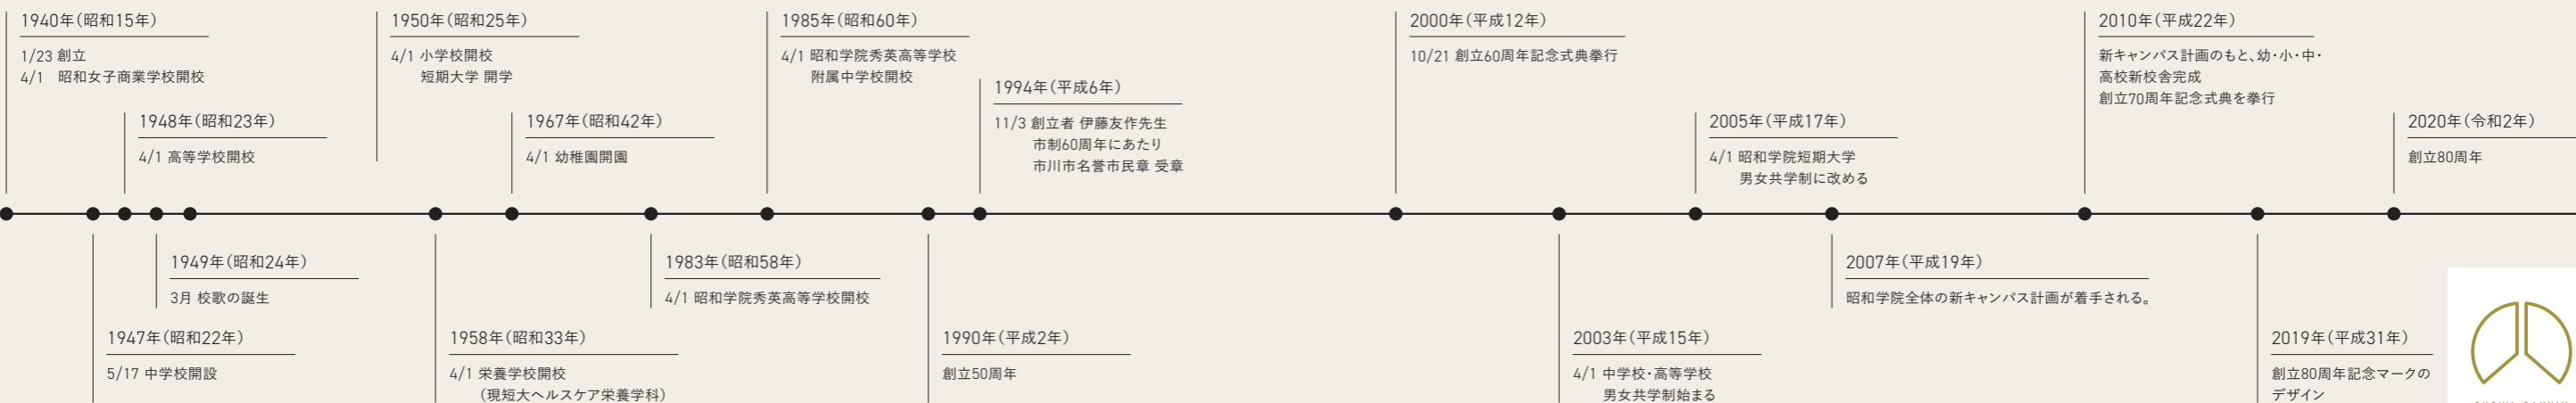 1940年（昭和15年）
1/23 創立
4/1 昭和女子商業学校開校
1947年（昭和22年）
5/17 中学校開設
1948年（昭和23年）
4/1 高等学校開校
1949年（昭和24年）
3月 校歌の誕生
1950年（昭和25年）
4/1 小学校開校
短期大学 開学
1958年（昭和33年）
4/1 栄養学校開校
（現短大ヘルスケア栄養学科）
1967年（昭和42年）
4/1 幼稚園開園
1983年（昭和58年）
4/1 昭和学院秀英高等学校開校
1985年（昭和60年）
4/1 昭和学院秀英高等学校
附属中学校開校
1990年（平成2年）
創立50周年
1994年（平成6年）
11/3 創立者 伊藤友作先生
市制60周年にあたり
市川市名誉市民章 受章
2000年（平成12年）
10/21 創立60周年記念式典挙行
2003年（平成15年）
4/1 中学校・高等学校
男女共学制始まる
2005年（平成17年）
4/1 昭和学院短期大学
男女共学制に改める
2007年（平成19年）
昭和学院全体の新キャンパス計画が着手される。
2010年（平成22年）
新キャンパス計画のもと、幼・小・中・
高校新校舎完成
創立70周年記念式典を挙行
2019年（平成31年）
創立80周年記念マークの
デザイン
2020年（令和2年）
創立80周年